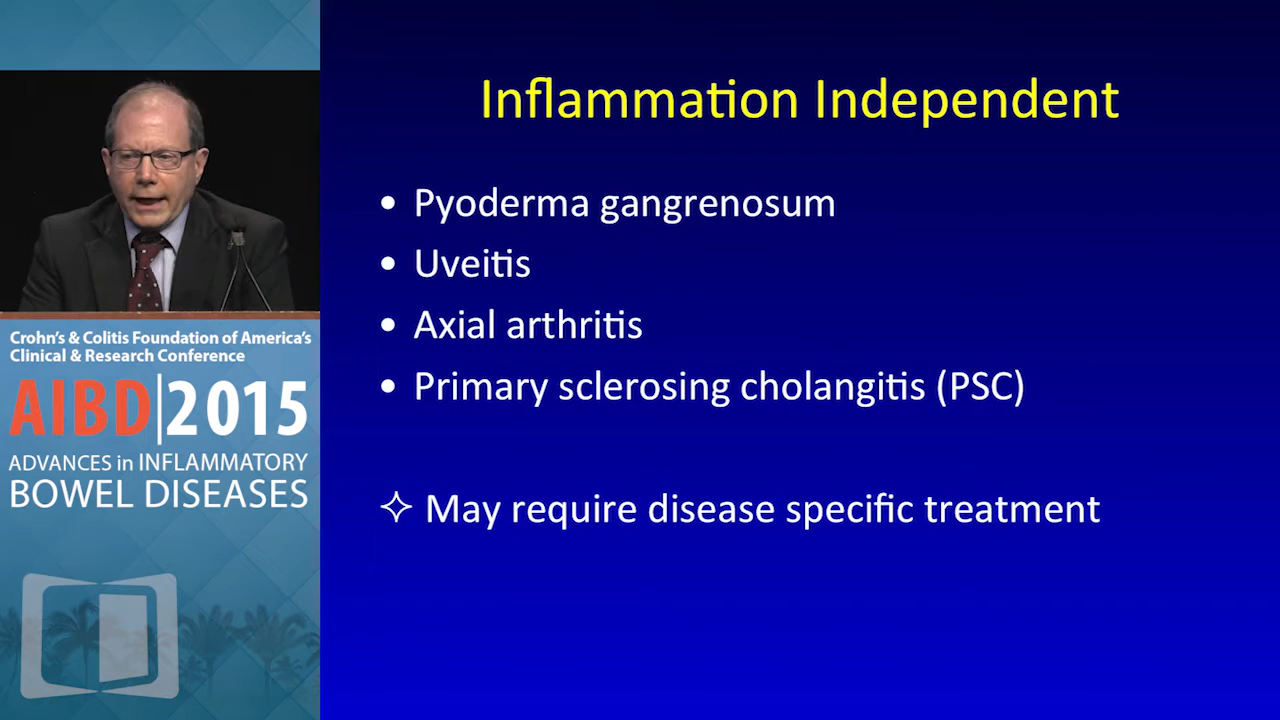 Inflammation Independent
• Pyoderma gangrenosum
• Uveitis
• Axial arthritis
• Primary sclerosing cholangitis (PSC)
✧ May require disease specific treatment
Crohn's & Colitis Foundation of America's
Clinical & Research Conference
AIBD|2015
ADVANCES in INFLAMMATORY
BOWEL DISEASES